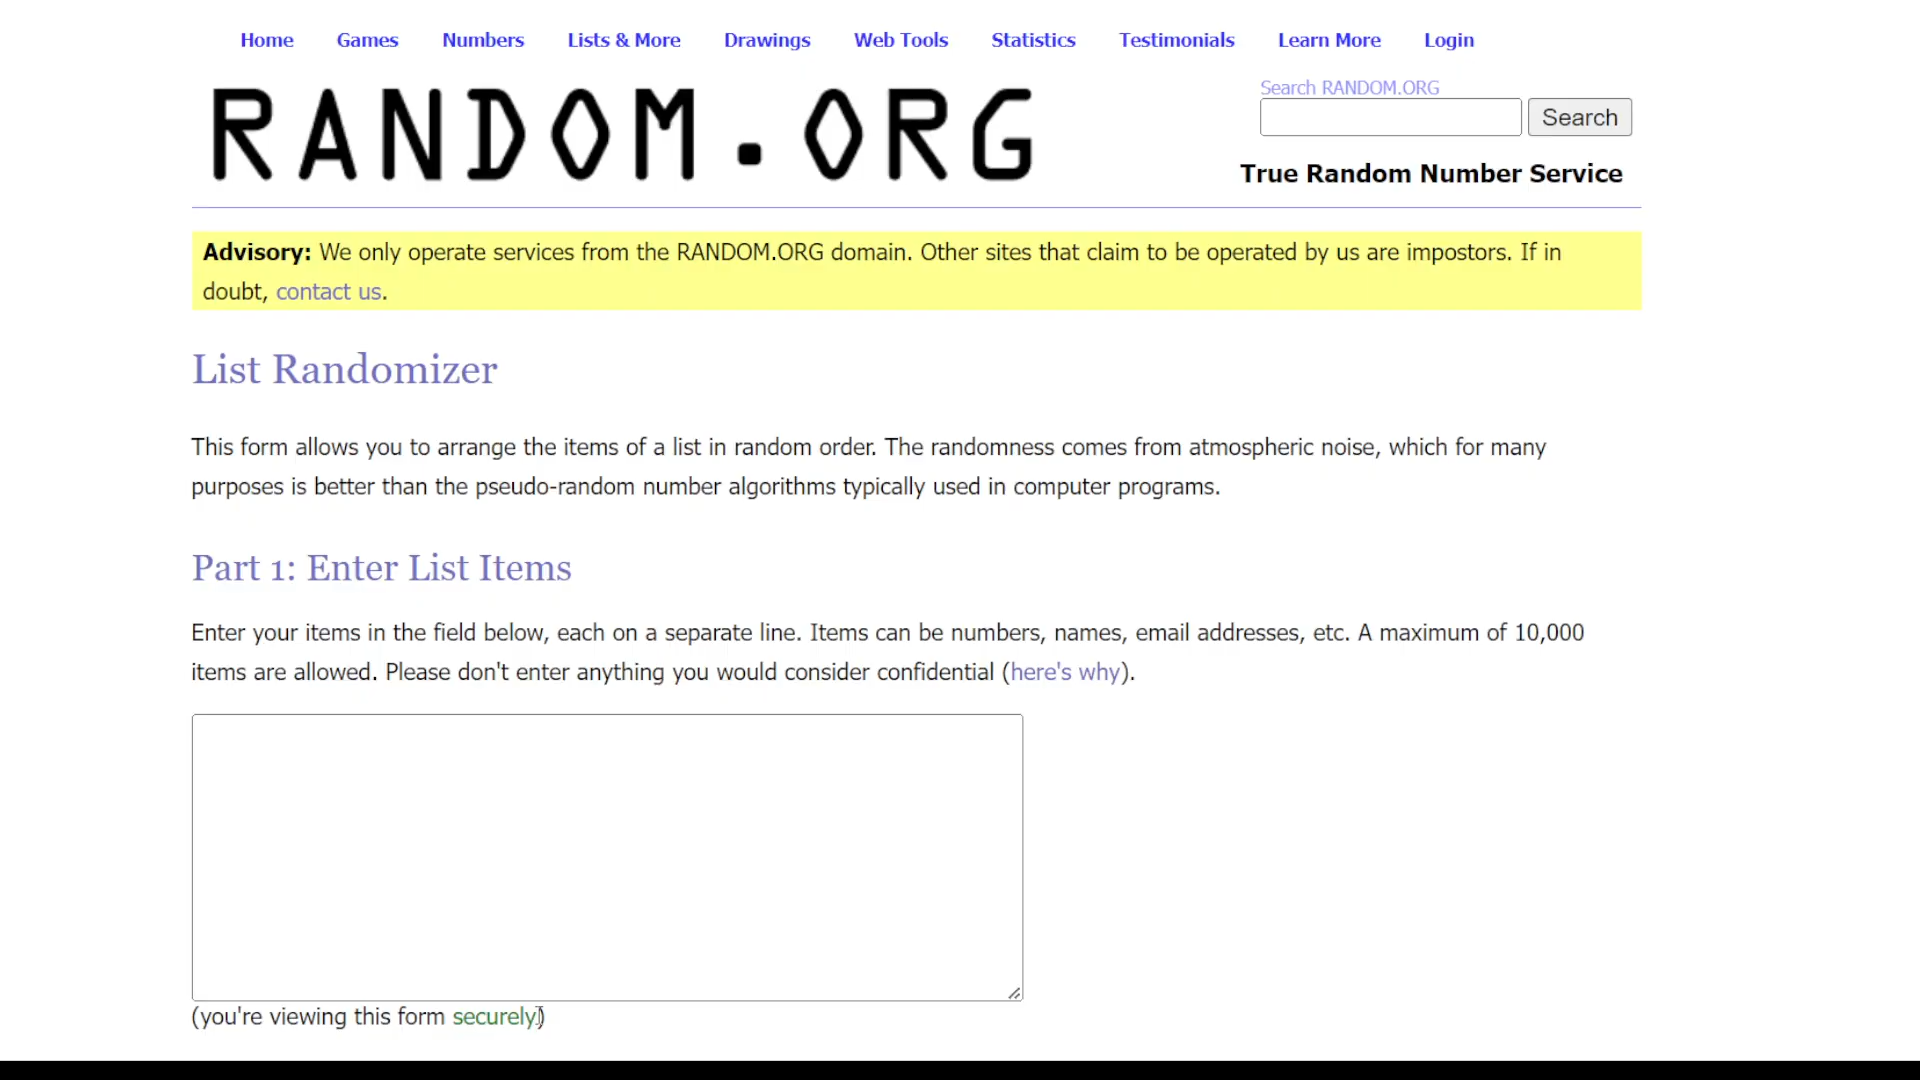 Home Games Numbers Lists & More Drawings Web Tools Statistics Testimonials Learn More Login
RANDOM.ORG
Search RANDOM.ORG
Search
True Random Number Service
Advisory: We only operate services from the RANDOM.ORG domain. Other sites that claim to be operated by us are impostors. If in
doubt, contact us.
List Randomizer
This form allows you to arrange the items of a list in random order. The randomness comes from atmospheric noise, which for many
purposes is better than the pseudo-random number algorithms typically used in computer programs.
Part 1: Enter List Items
Enter your items in the field below, each on a separate line. Items can be numbers, names, email addresses, etc. A maximum of 10,000
items are allowed. Please don't enter anything you would consider confidential (here's why).
(you're viewing this form securely)